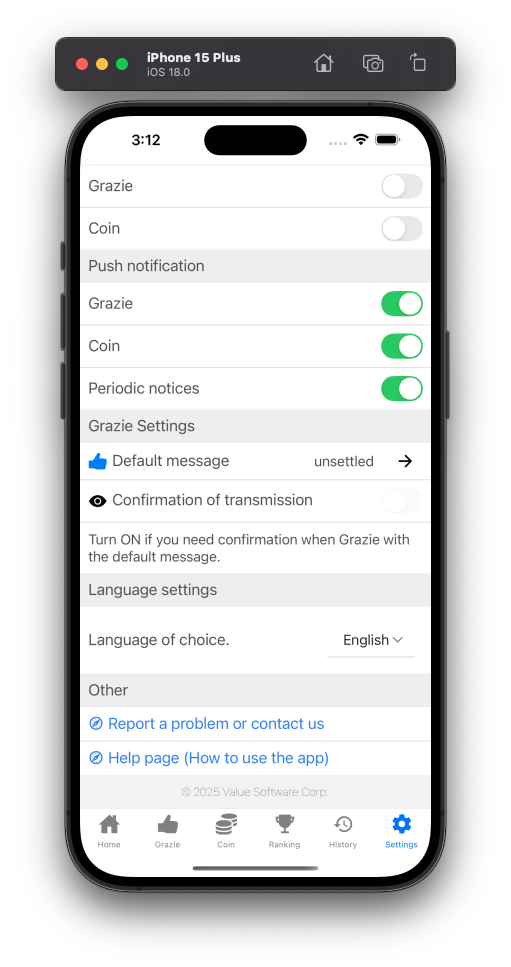 iPhone 15 Plus
iOS 18.0
3:12
Grazie
Coin
Push notification
Grazie
Coin
Periodic notices
Grazie Settings
Default message unsettled
Confirmation of transmission
Turn ON if you need confirmation when Grazie with
the default message.
Language settings
Language of choice. English
Other
Report a problem or contact us
Help page (How to use the app)
© 2025 Value Software Corp.
Home Grazie Coin Ranking History Settings